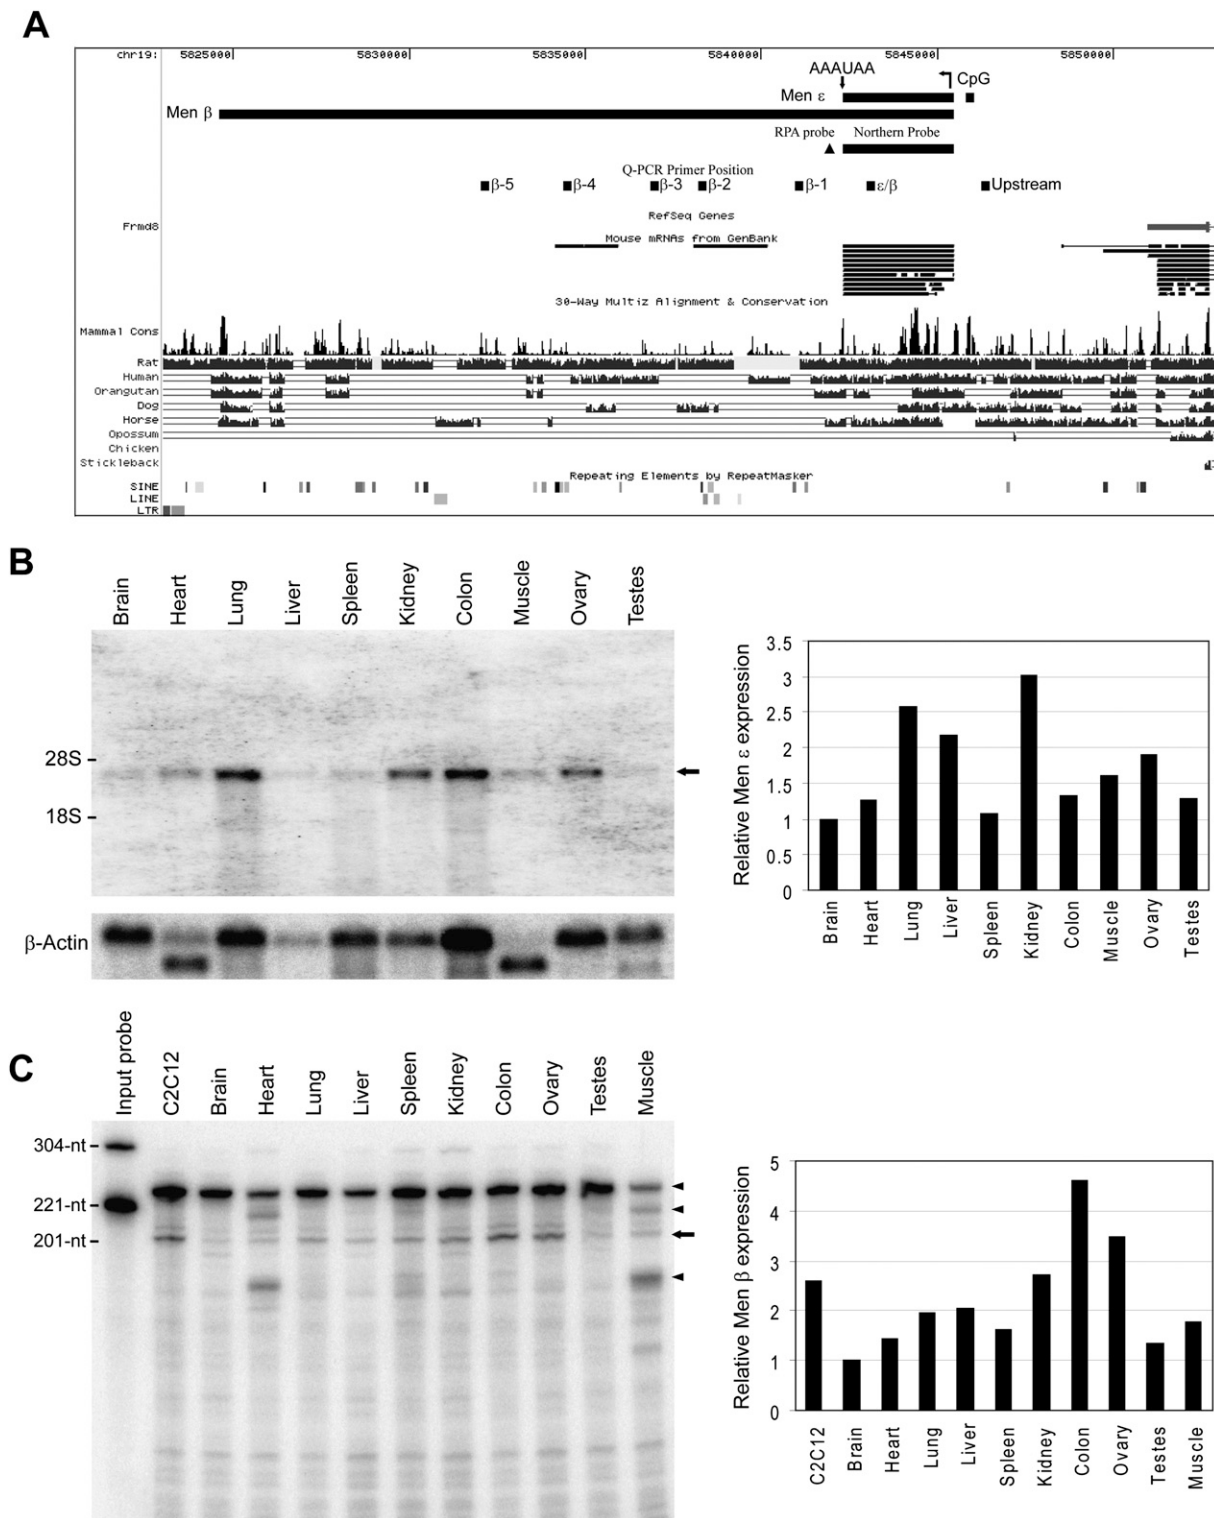 A
chr19: 5825000 5830000 5835000 5840000 5845000 5850000
AAAUAA
CpG
Men ε
Men β
RPA probe Northern Probe
Q-PCR Primer Position
β-5 β-4 β-3 β-2 β-1 ε/β Upstream
RefSeq Genes
Frmd8
Mouse mRNAs from GenBank
30-Way Multiz Alignment & Conservation
Mammal Cons
Rat
Human
Orangutan
Dog
Horse
Opossum
Chicken
Stickleback
Repeating Elements by RepeatMasker
SINE
LINE
LTR
B
Brain Heart Lung Liver Spleen Kidney Colon Muscle Ovary Testes
28S
18S
β-Actin
Relative Men ε expression
3.5
3
2.5
2
1.5
1
0.5
0
Brain Heart Lung Liver Spleen Kidney Colon Muscle Ovary Testes
C
Input probe C2C12 Brain Heart Lung Liver Spleen Kidney Colon Ovary Testes Muscle
304-nt
221-nt
201-nt
Relative Men β expression
5
4
3
2
1
0
C2C12 Brain Heart Lung Liver Spleen Kidney Colon Ovary Testes Muscle